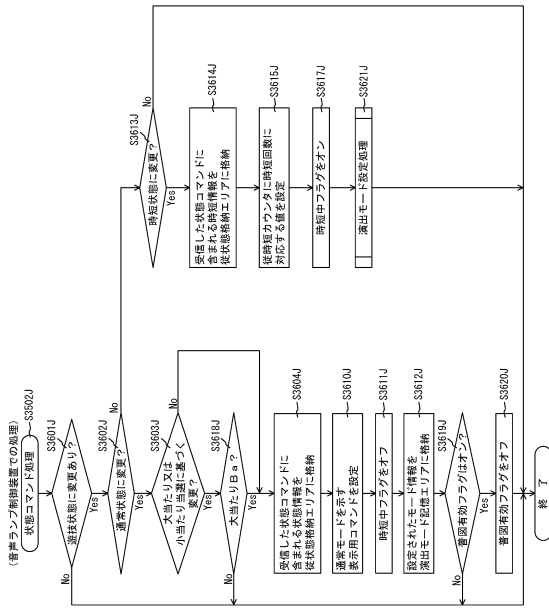 (音声ランプ制御装置での処理)
状態コマンド処理
S3502J
S3601J
遊技状態に変更あり?
No
Yes
S3602J
通常状態に変更?
No
Yes
S3603J
大当たり又は
小当たり当選に基づく
変更?
No
Yes
S3618J
大当たりBa?
No
Yes
S3604J
受信した状態コマンドに
含まれる状態情報を
従状態格納エリアに格納
S3610J
通常モードを示す
表示用コマンドを設定
S3611J
時短中フラグをオフ
S3612J
設定されたモード情報を
演出モード記憶エリアに格納
S3619J
普図有効フラグはオン?
No
Yes
S3620J
普図有効フラグをオフ
終 了
S3613J
時短状態に変更?
No
Yes
S3614J
受信した状態コマンドに
含まれる時短情報を
従状態格納エリアに格納
S3615J
従時短カウンタに時短回数に
対応する値を設定
S3617J
時短中フラグをオン
S3621J
演出モード設定処理